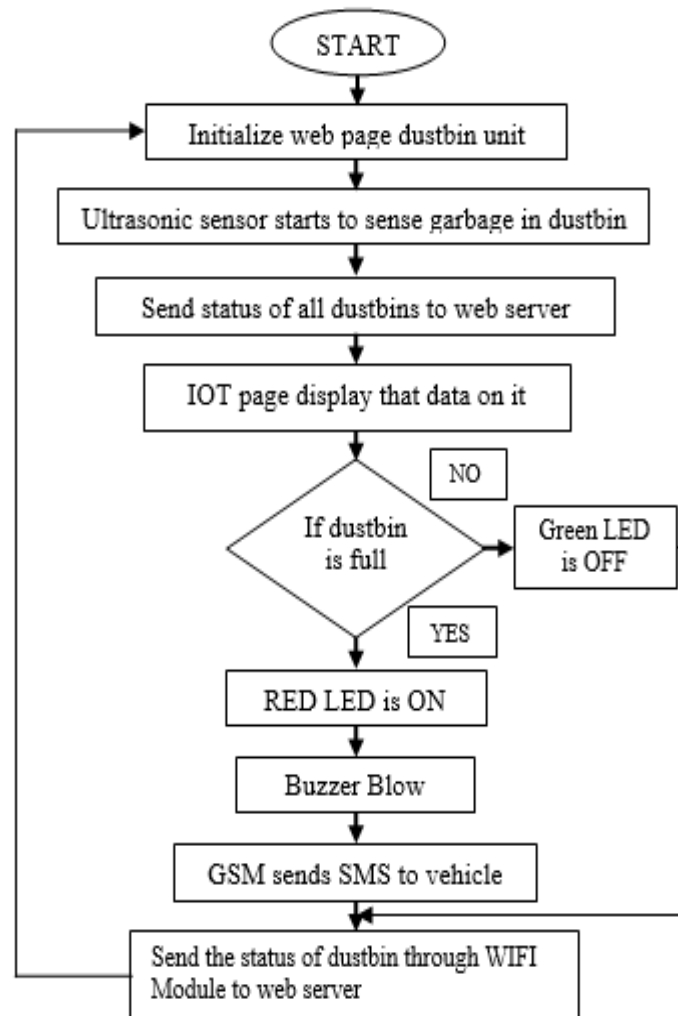 START
Initialize web page dustbin unit
Ultrasonic sensor starts to sense garbage in dustbin
Send status of all dustbins to web server
IOT page display that data on it
NO
If dustbin
is full
Green LED
is OFF
YES
RED LED is ON
Buzzer Blow
GSM sends SMS to vehicle
Send the status of dustbin through WIFI
Module to web server